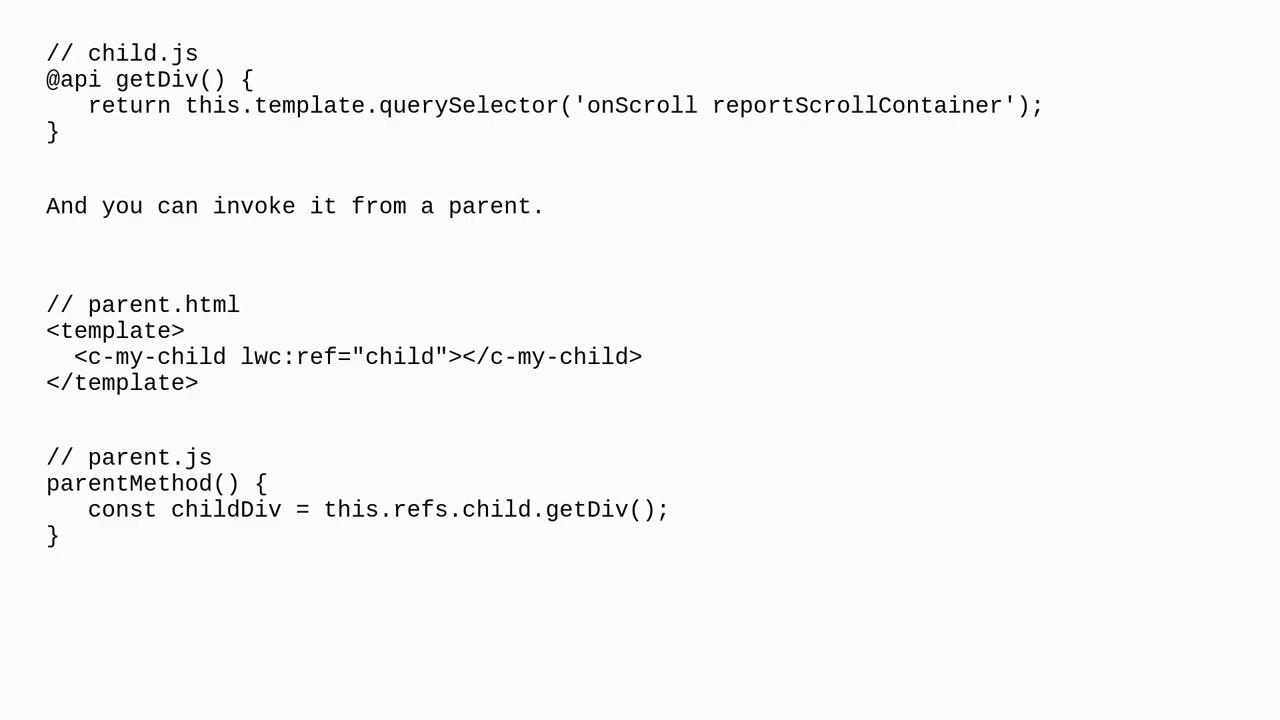 // child.js
@api getDiv() {
   return this.template.querySelector('onScroll reportScrollContainer');
}
And you can invoke it from a parent.
// parent.html
<template>
  <c-my-child lwc:ref="child"></c-my-child>
</template>
// parent.js
parentMethod() {
   const childDiv = this.refs.child.getDiv();
}